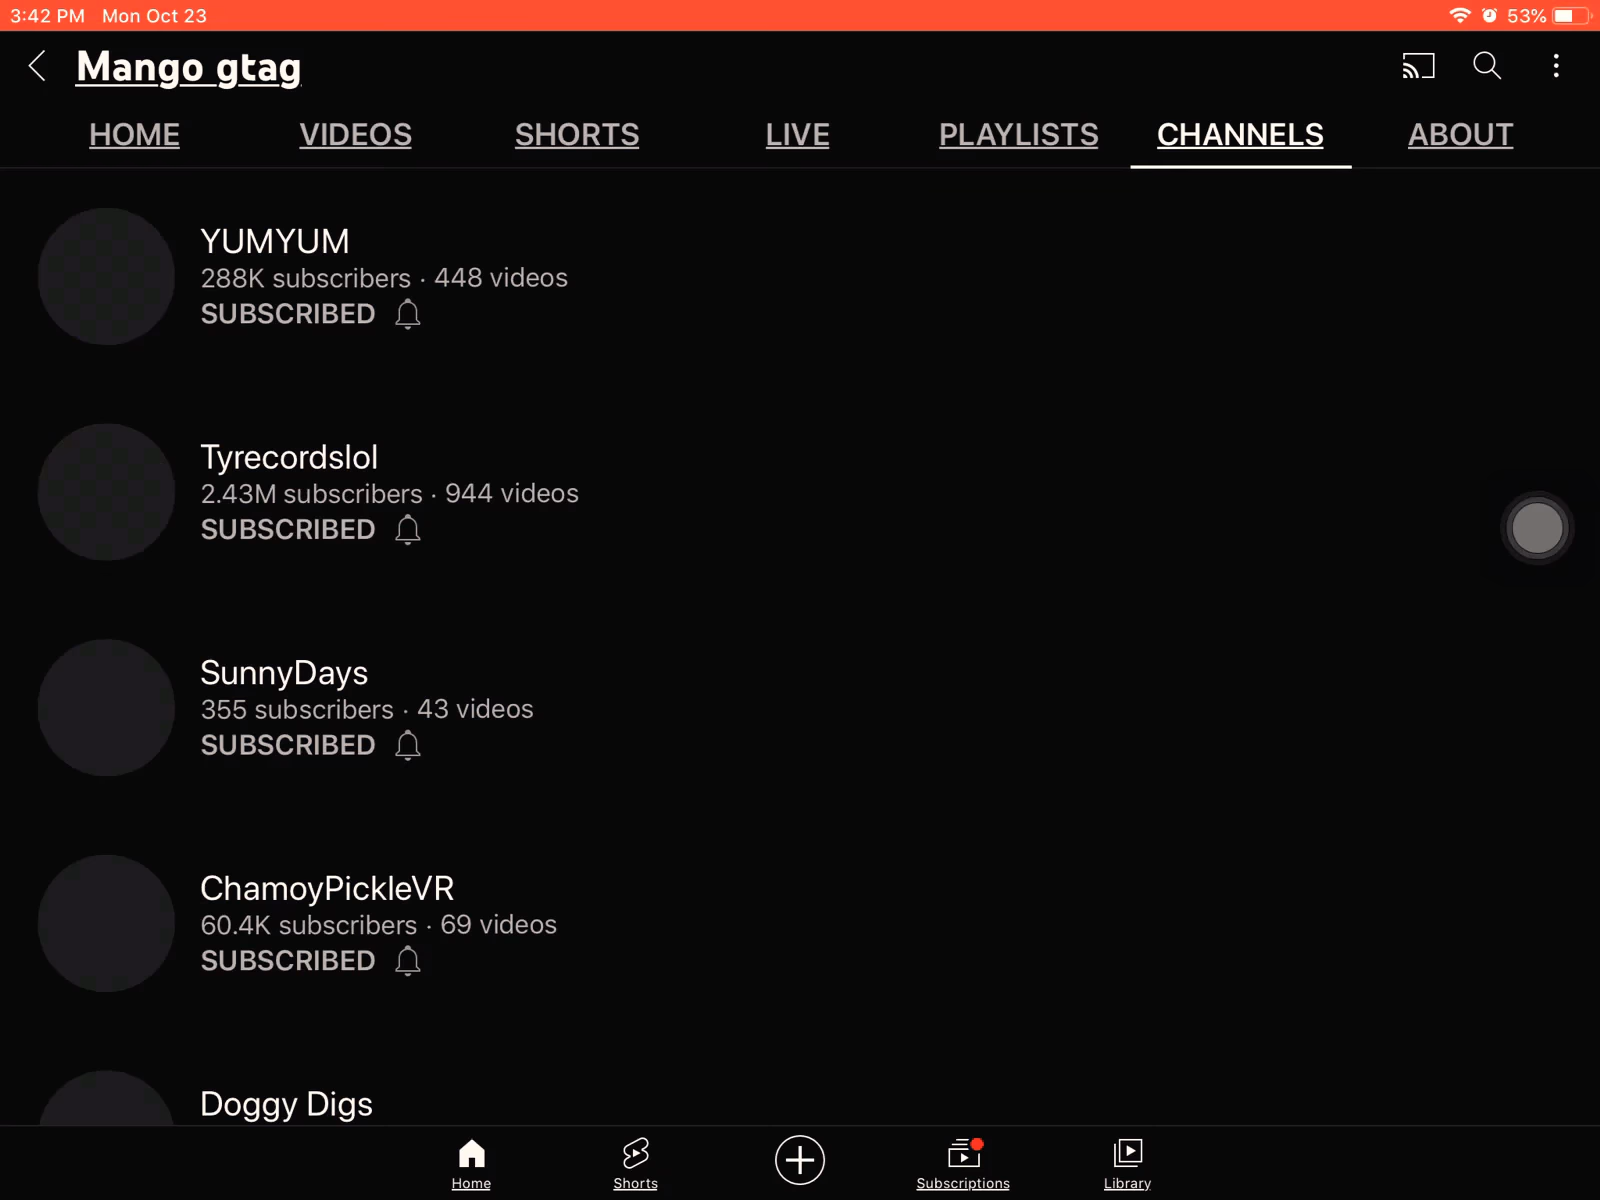 3:42 PM Mon Oct 23 53%
Mango gtag
HOME VIDEOS SHORTS LIVE PLAYLISTS CHANNELS ABOUT
YUMYUM
288K subscribers · 448 videos
SUBSCRIBED
Tyrecordslol
2.43M subscribers · 944 videos
SUBSCRIBED
SunnyDays
355 subscribers · 43 videos
SUBSCRIBED
ChamoyPickleVR
60.4K subscribers · 69 videos
SUBSCRIBED
Doggy Digs
Home Shorts Subscriptions Library